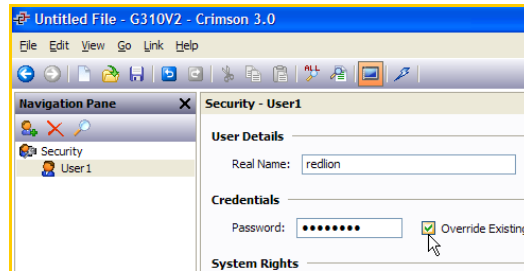 Untitled File - G310V2 - Crimson 3.0
File Edit View Go Link Help
ALL
Navigation Pane X
Security - User1
User Details
Security
User1
Real Name: redlion
Credentials
Password: •••••••• Override Existing
System Rights